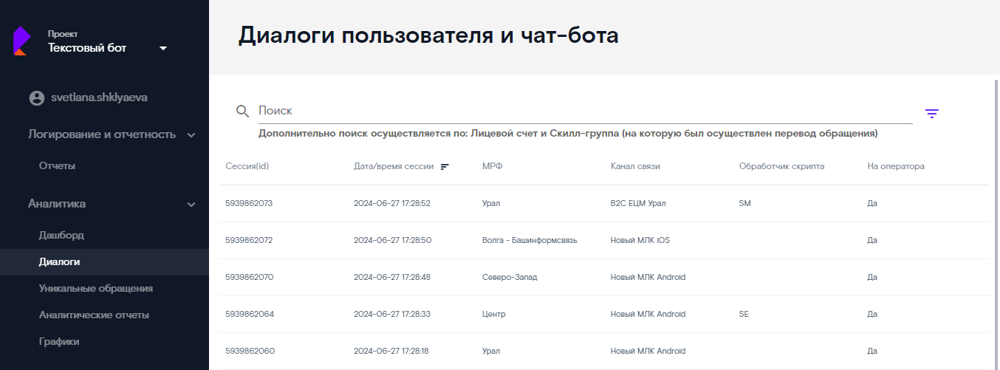 Проект
Текстовый бот
svetlana.shklyaeva
Логирование и отчетность
Отчеты
Аналитика
Дашборд
Диалоги
Уникальные обращения
Аналитические отчеты
Графики
Диалоги пользователя и чат-бота
Поиск
Дополнительно поиск осуществляется по: Лицевой счет и Скилл-группа (на которую был осуществлен перевод обращения)
Сессия(id) Дата/время сессии МРФ Канал связи Обработчик скрипта На оператора
5939862073 2024-06-27 17:28:52 Урал B2C ЕЦМ Урал SM Да
5939862072 2024-06-27 17:28:50 Волга - Башинформсвязь Новый МЛК iOS Да
5939862070 2024-06-27 17:28:48 Северо-Запад Новый МЛК Android Да
5939862064 2024-06-27 17:28:33 Центр Новый МЛК Android SE Да
5939862060 2024-06-27 17:28:18 Урал Новый МЛК Android Да